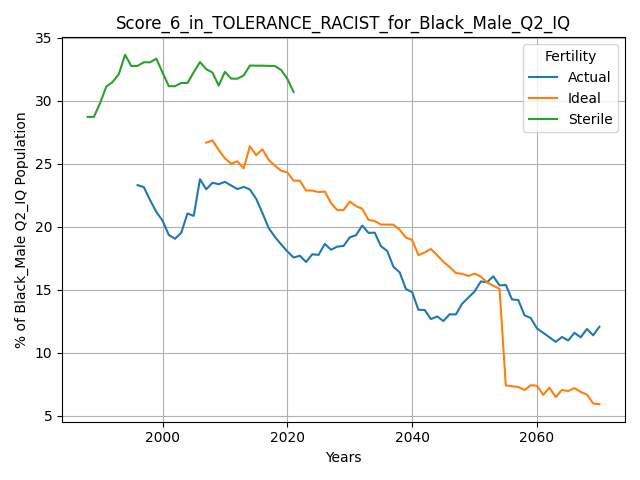 Score_6_in_TOLERANCE_RACIST_for_Black_Male_Q2_IQ
% of Black_Male Q2_IQ Population
35
30
25
20
15
10
5
Fertility
Actual
Ideal
Sterile
2000
2020
2040
2060
Years